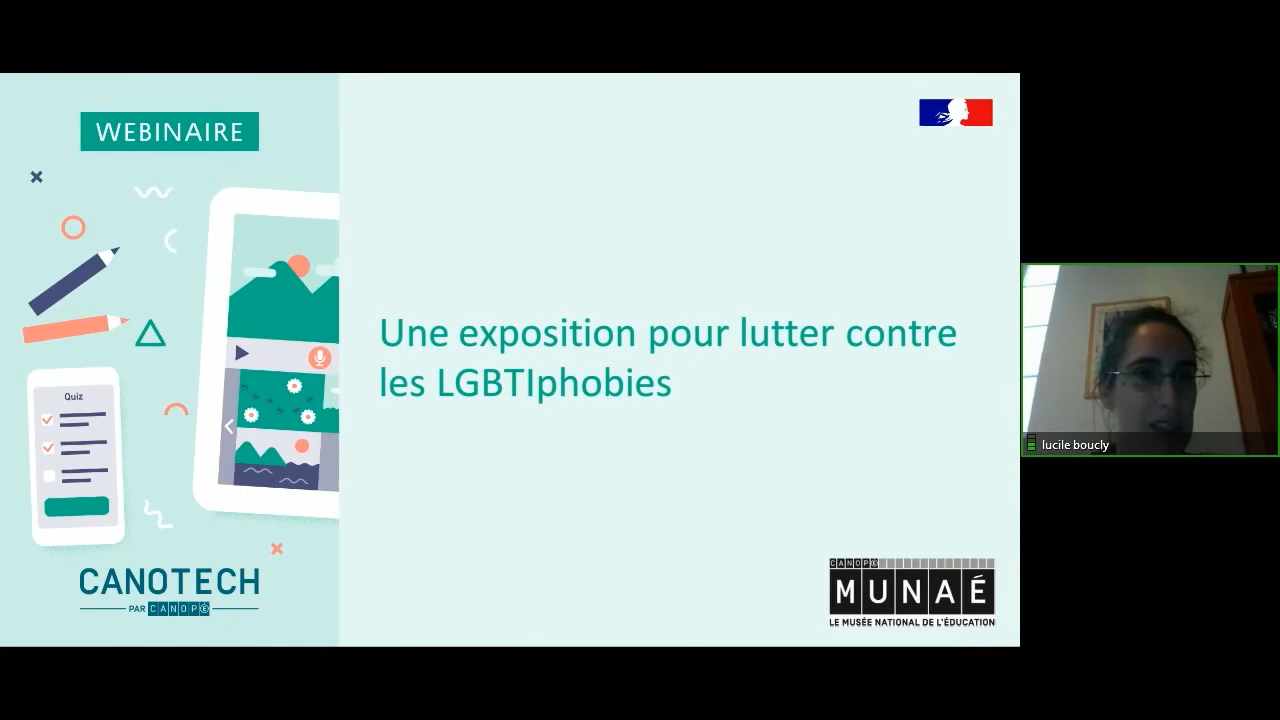 WEBINAIRE
Quiz
CANOTECH
PAR CANOPÉ
Une exposition pour lutter contre
les LGBTIphobies
CANOPÉ
MUNAÉ
LE MUSÉE NATIONAL DE L'ÉDUCATION
lucile boucly